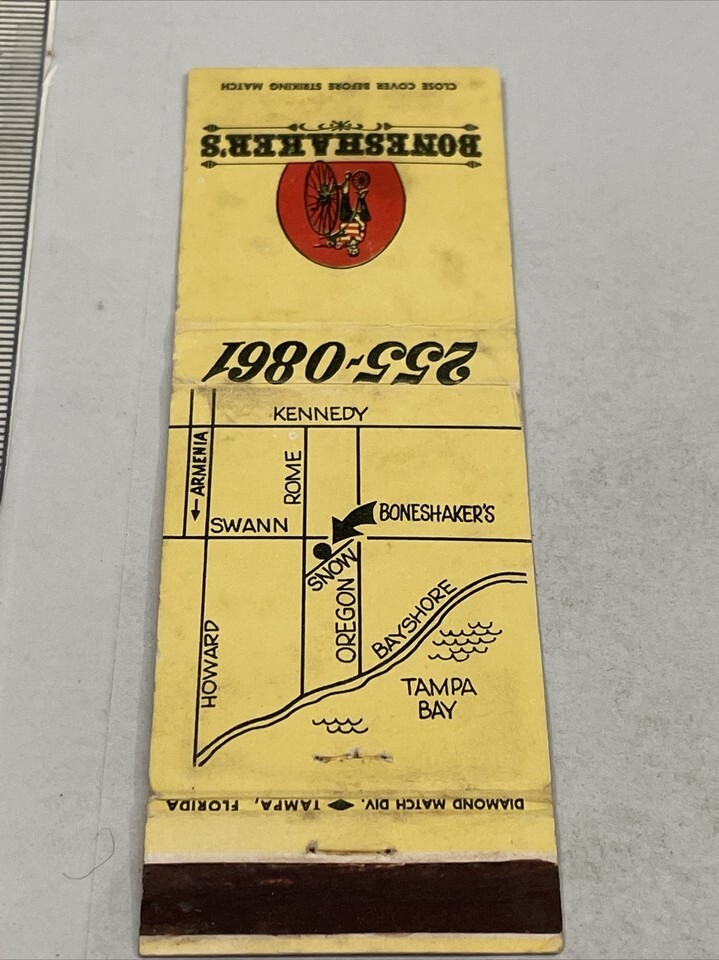 CLOSE COVER BEFORE STRIKING MATCH
BONESHAKER'S
255-0861
KENNEDY
ARMENIA
ROME
SWANN
BONESHAKER'S
SNOW
OREGON
BAYSHORE
HOWARD
TAMPA
BAY
DIAMOND MATCH DIV. ◆ TAMPA, FLORIDA